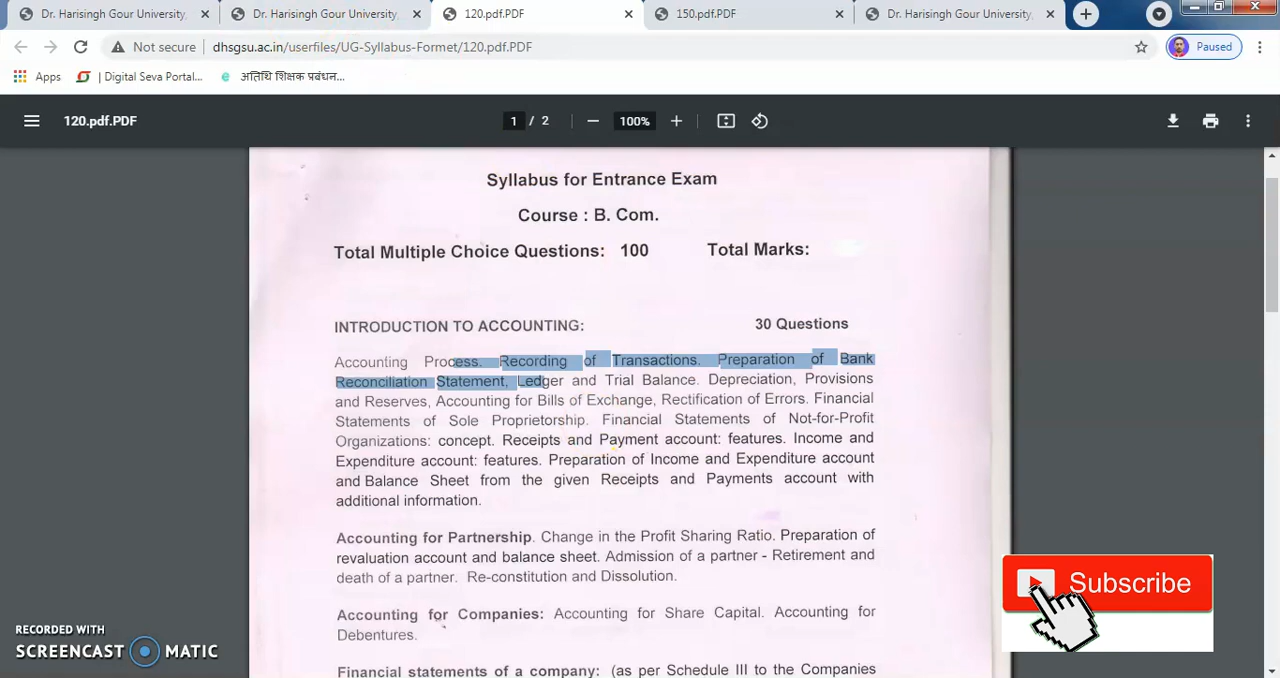 Dr. Harisingh Gour University,
Dr. Harisingh Gour University,
120.pdf.PDF
150.pdf.PDF
Dr. Harisingh Gour University,
Not secure
dhsgsu.ac.in/userfiles/UG-Syllabus-Formet/120.pdf.PDF
Paused
Apps
| Digital Seva Portal...
अतिथि शिक्षक प्रबंधन...
120.pdf.PDF
1 / 2
100%
Syllabus for Entrance Exam
Course : B. Com.
Total Multiple Choice Questions: 100 Total Marks:
INTRODUCTION TO ACCOUNTING: 30 Questions
Accounting Process. Recording of Transactions. Preparation of Bank
Reconciliation Statement, Ledger and Trial Balance. Depreciation, Provisions
and Reserves, Accounting for Bills of Exchange, Rectification of Errors. Financial
Statements of Sole Proprietorship. Financial Statements of Not-for-Profit
Organizations: concept. Receipts and Payment account: features. Income and
Expenditure account: features. Preparation of Income and Expenditure account
and Balance Sheet from the given Receipts and Payments account with
additional information.
Accounting for Partnership. Change in the Profit Sharing Ratio. Preparation of
revaluation account and balance sheet. Admission of a partner - Retirement and
death of a partner. Re-constitution and Dissolution.
Accounting for Companies: Accounting for Share Capital. Accounting for
Debentures.
Financial statements of a company: (as per Schedule III to the Companies
Subscribe
RECORDED WITH
SCREENCAST MATIC